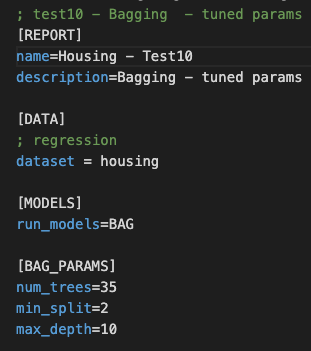 ; test10 - Bagging - tuned params
[REPORT]
name=Housing - Test10
description=Bagging - tuned params
[DATA]
; regression
dataset = housing
[MODELS]
run_models=BAG
[BAG_PARAMS]
num_trees=35
min_split=2
max_depth=10